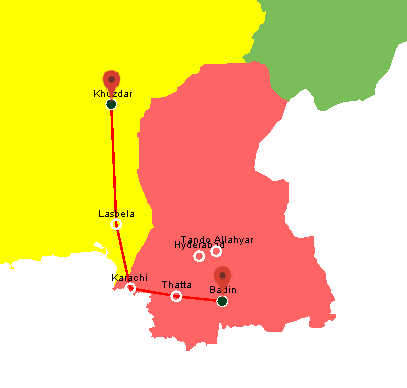 Khuzdar
Lasbela
Tando Allahyar
Hyderabad
Karachi
Thatta
Badin